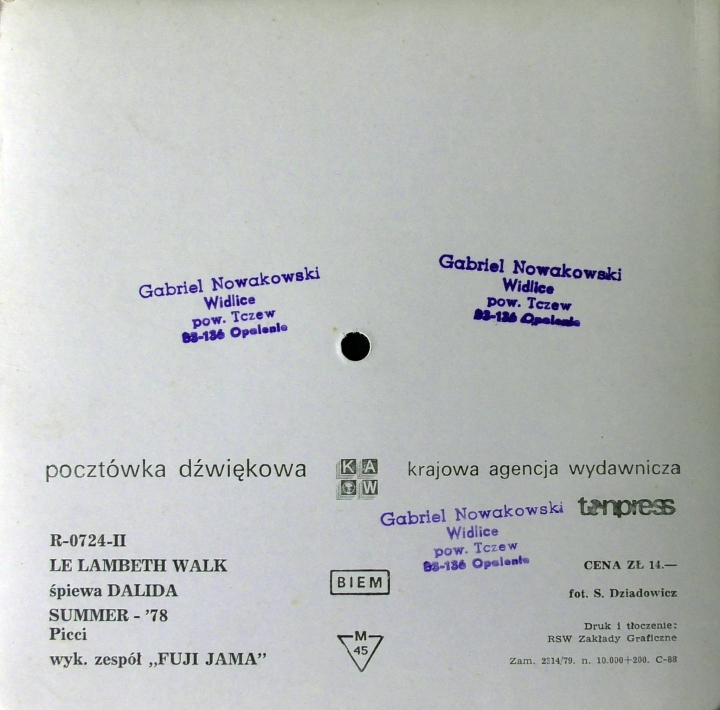 Gabriel Nowakowski
Widlice
pow. Tczew
83-136 Opalenie
Gabriel Nowakowski
Widlice
pow. Tczew
83-136 Opalenie
pocztówka dźwiękowa
K A W
krajowa agencja wydawnicza
tonpress
Gabriel Nowakowski
Widlice
pow. Tczew
83-136 Opalenie
R-0724-II
LE LAMBETH WALK
śpiewa DALIDA
SUMMER - '78
Picci
wyk. zespół „FUJI JAMA”
BIEM
M
45
CENA ZŁ 14.—
fot. S. Dziadowicz
Druk i tłoczenie:
RSW Zakłady Graficzne
Zam. 2314/79. n. 10.000+200. C-88